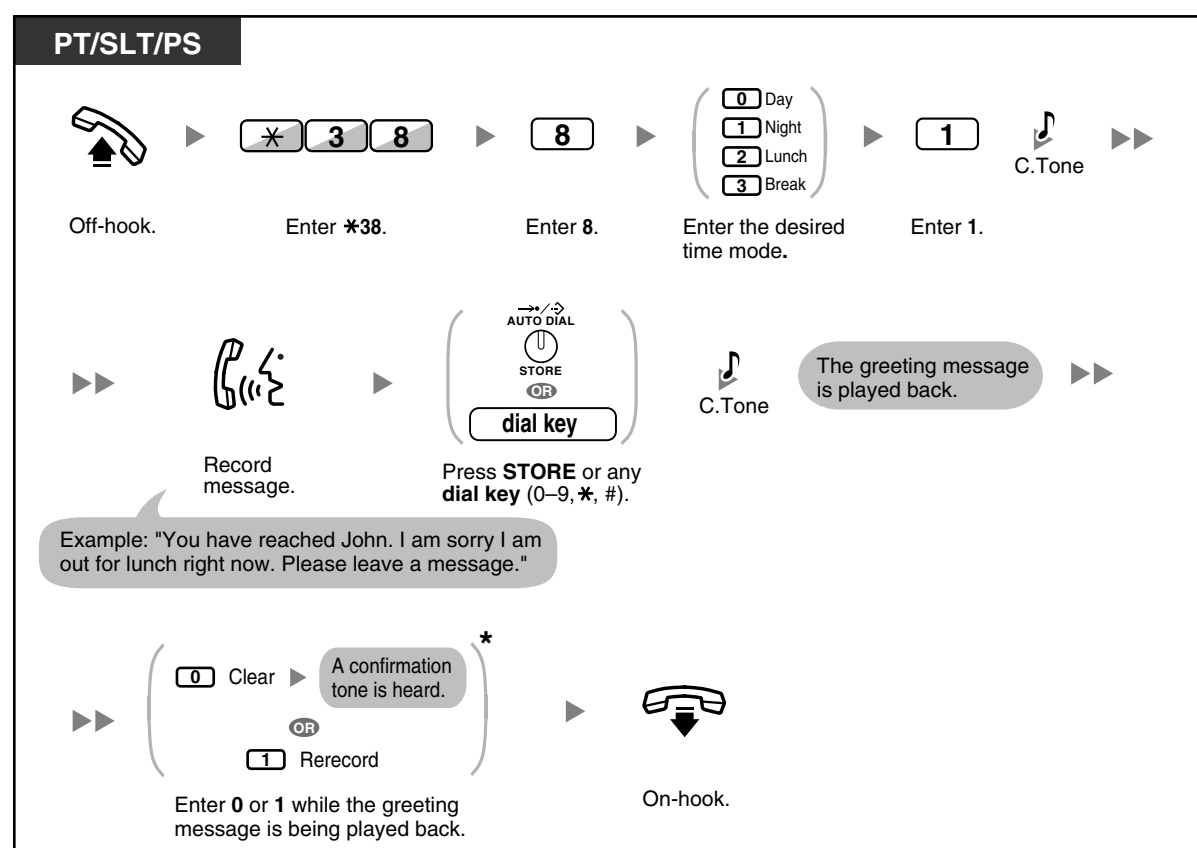 PT/SLT/PS
0 Day
1 Night
2 Lunch
3 Break
* 3 8
8
1
C.Tone
Off-hook.
Enter *38.
Enter 8.
Enter the desired
time mode.
Enter 1.
AUTO DIAL
STORE
OR
dial key
C.Tone
The greeting message
is played back.
Record
message.
Press STORE or any
dial key (0–9, *, #).
Example: "You have reached John. I am sorry I am
out for lunch right now. Please leave a message."
0 Clear
A confirmation
tone is heard.
*
OR
1 Rerecord
Enter 0 or 1 while the greeting
message is being played back.
On-hook.